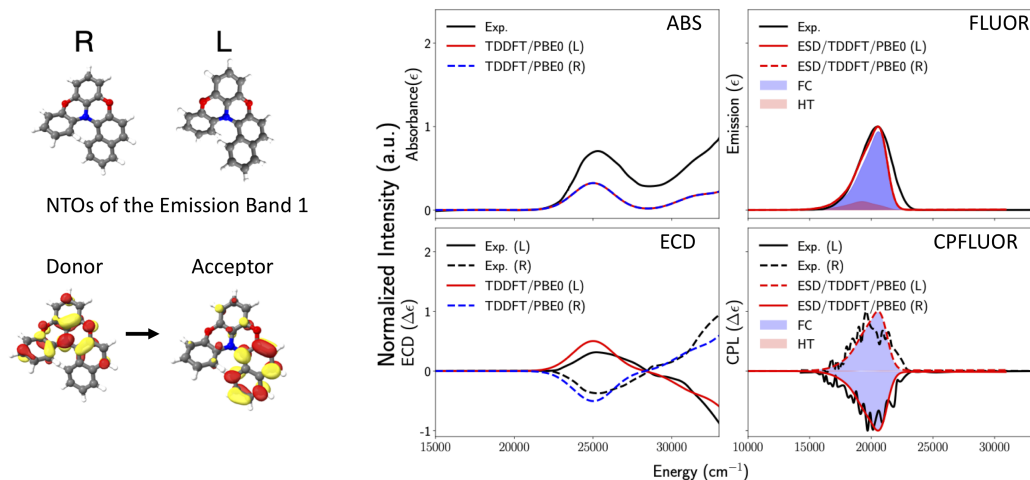 R
L
NTOs of the Emission Band 1
Donor
Acceptor
Normalized Intensity (a.u.)
ABS
Absorbance(ϵ)
2
1
0
Exp.
TDDFT/PBE0 (L)
TDDFT/PBE0 (R)
FLUOR
Emission (ϵ)
Exp.
ESD/TDDFT/PBE0 (L)
ESD/TDDFT/PBE0 (R)
FC
HT
ECD
ECD (Δϵ)
2
1
0
-1
Exp. (L)
Exp. (R)
TDDFT/PBE0 (L)
TDDFT/PBE0 (R)
15000 20000 25000 30000
CPFLUOR
CPL (Δϵ)
Exp. (L)
Exp. (R)
ESD/TDDFT/PBE0 (L)
ESD/TDDFT/PBE0 (R)
FC
HT
10000 15000 20000 25000 30000
Energy (cm⁻¹)